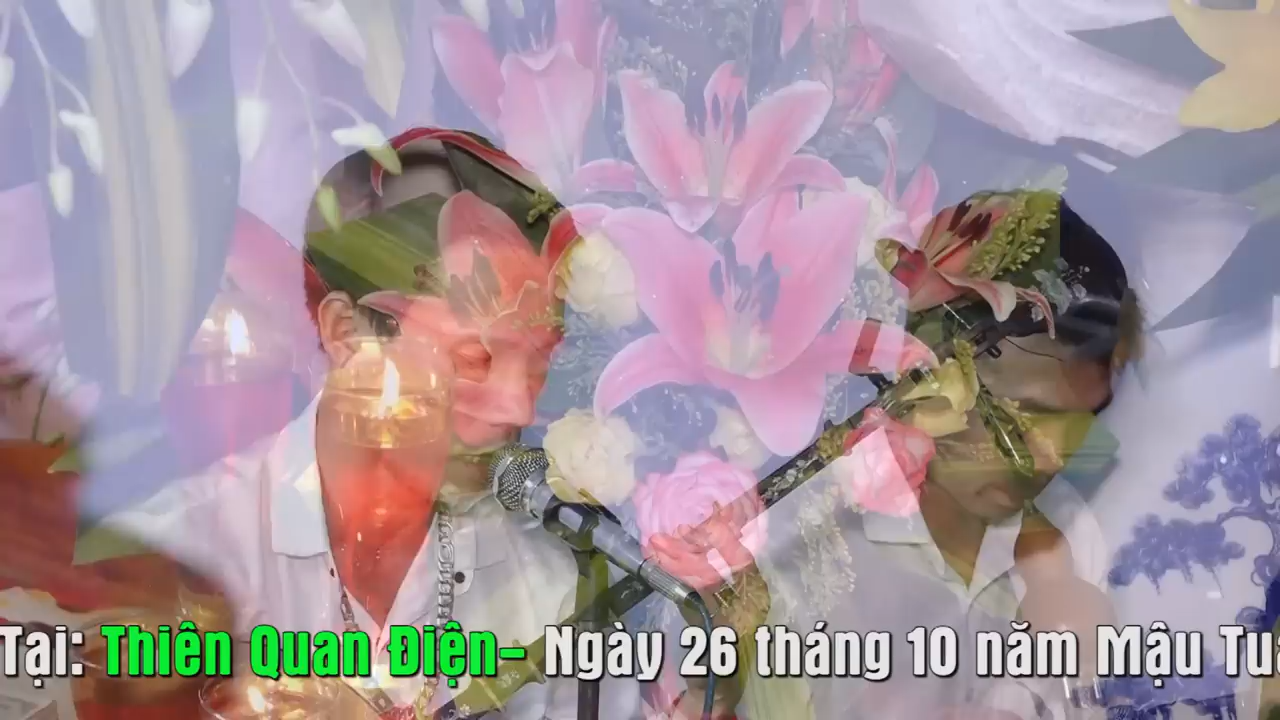 Tại: Thiên Quan Điện- Ngày 26 tháng 10 năm Mậu